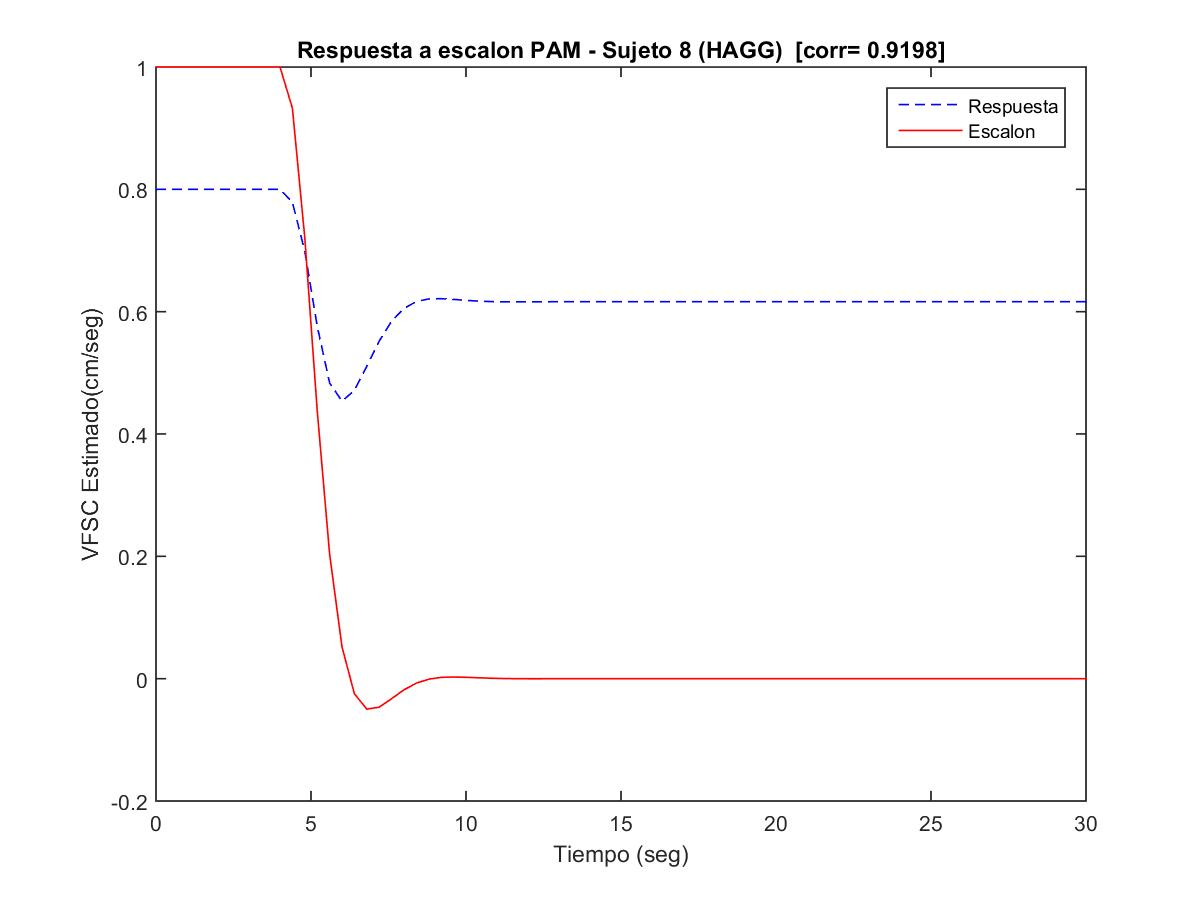 Respuesta a escalon PAM - Sujeto 8 (HAGG)  [corr= 0.9198]
Respuesta
Escalon
1
0.8
0.6
0.4
0.2
0
-0.2
VFSC Estimado(cm/seg)
0 5 10 15 20 25 30
Tiempo (seg)